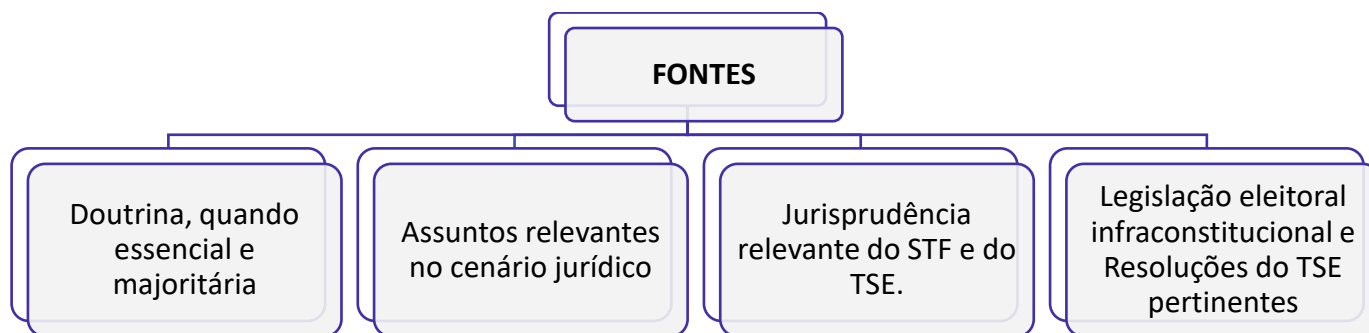 FONTES
Doutrina, quando
essencial e
majoritária
Assuntos relevantes
no cenário jurídico
Jurisprudência
relevante do STF e do
TSE.
Legislação eleitoral
infraconstitucional e
Resoluções do TSE
pertinentes